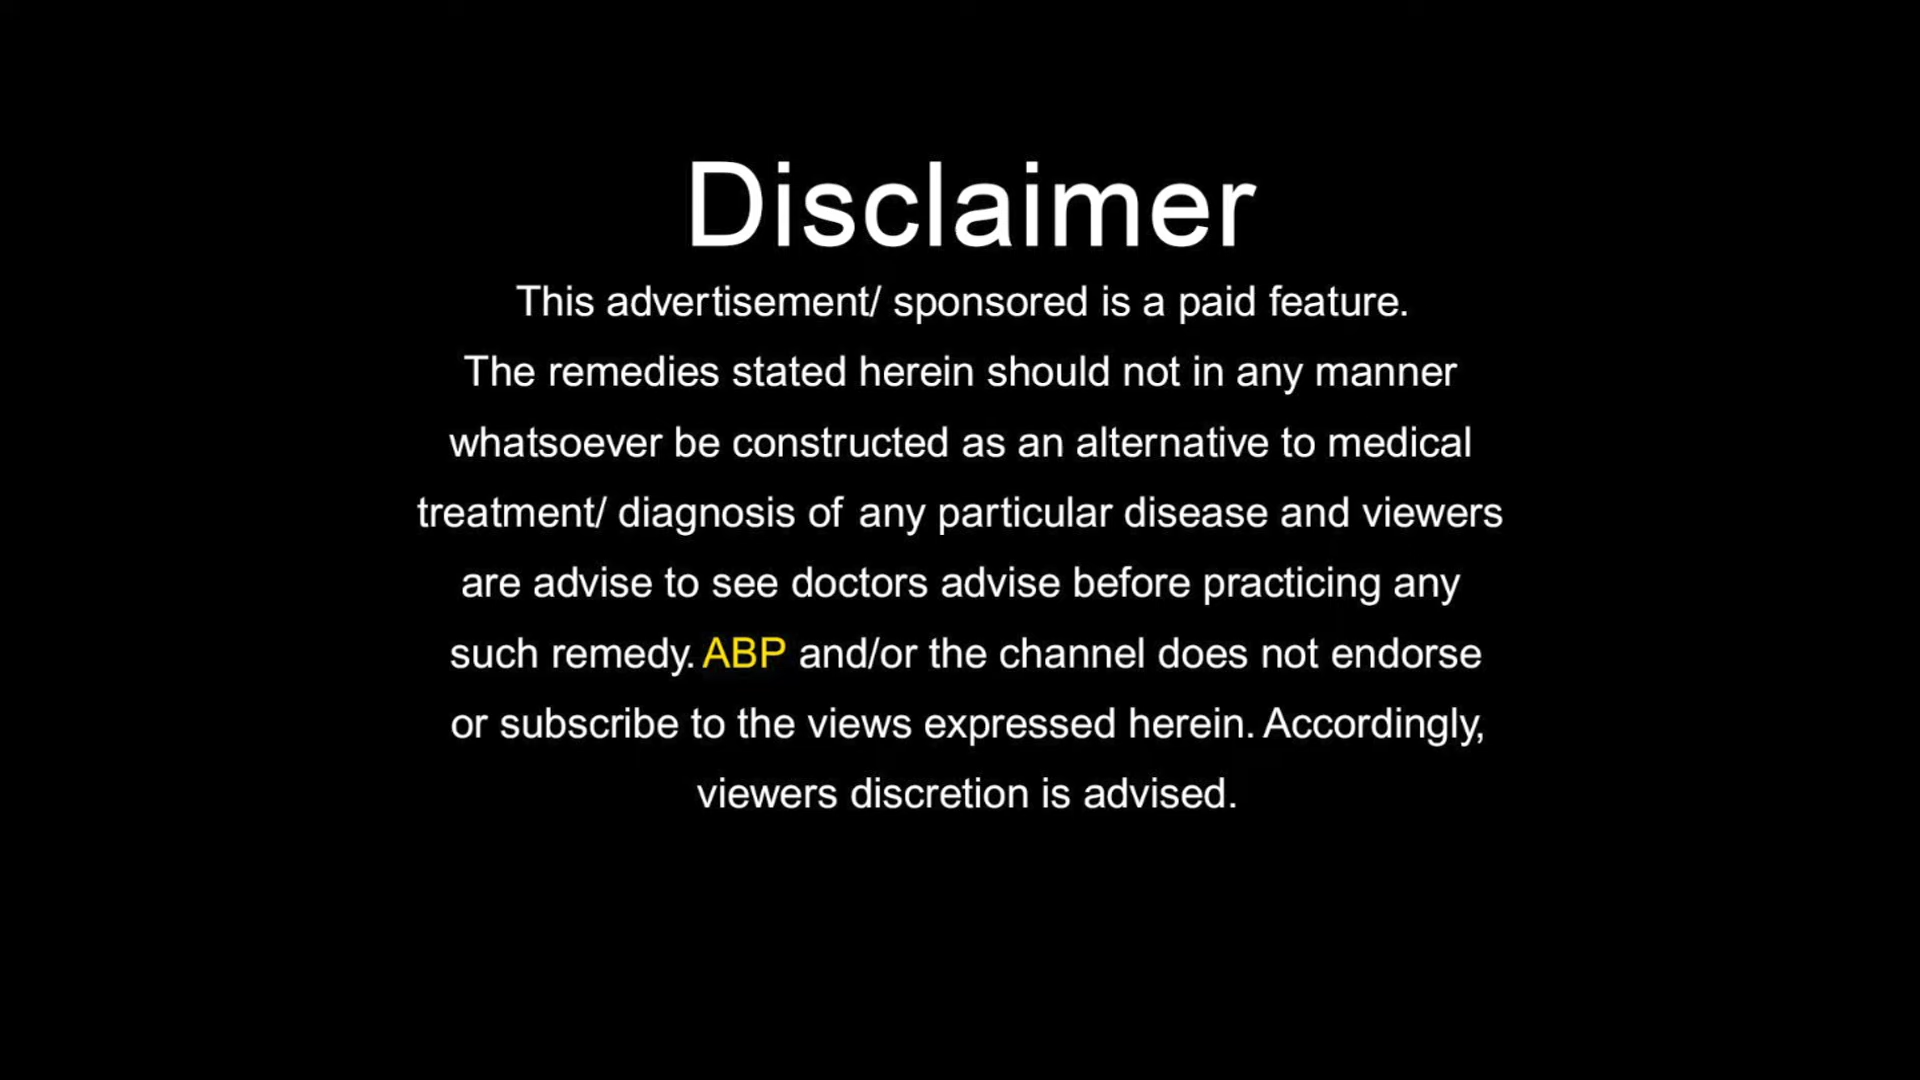 Disclaimer
This advertisement/ sponsored is a paid feature.
The remedies stated herein should not in any manner
whatsoever be constructed as an alternative to medical
treatment/ diagnosis of any particular disease and viewers
are advise to see doctors advise before practicing any
such remedy. ABP and/or the channel does not endorse
or subscribe to the views expressed herein. Accordingly,
viewers discretion is advised.